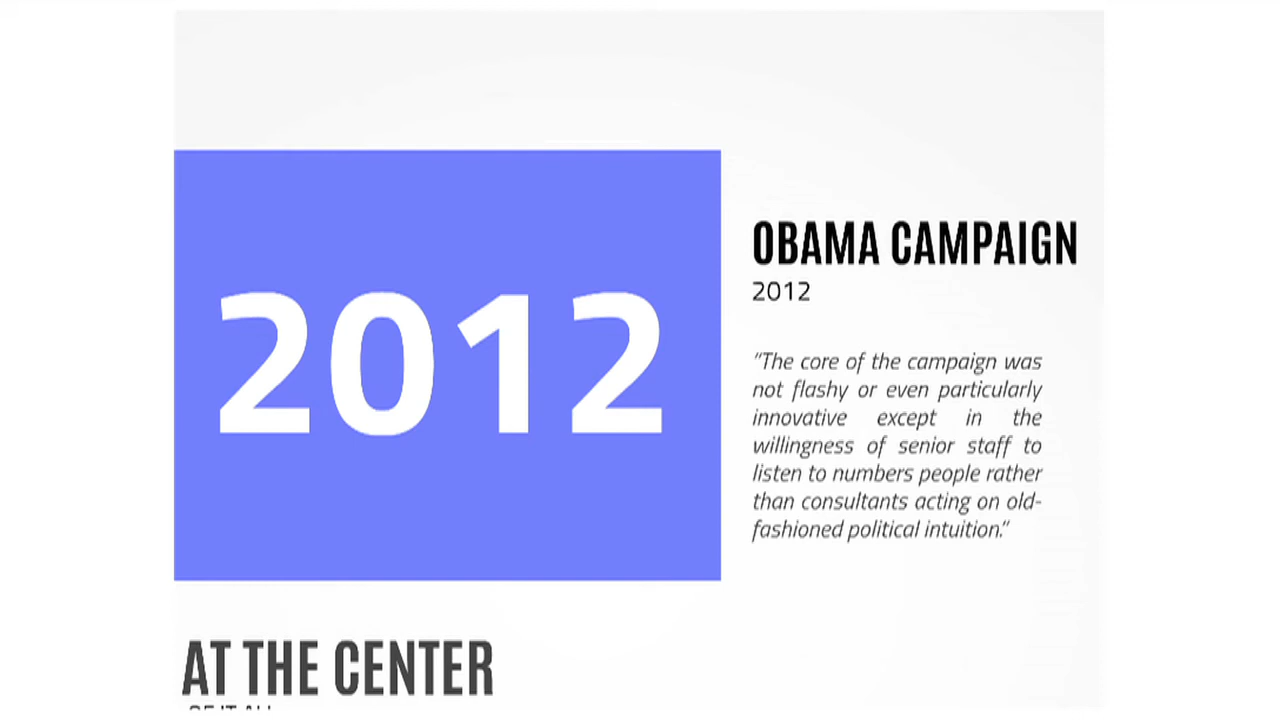 2012
OBAMA CAMPAIGN
2012
"The core of the campaign was
not flashy or even particularly
innovative except in the
willingness of senior staff to
listen to numbers people rather
than consultants acting on old-
fashioned political intuition."
AT THE CENTER